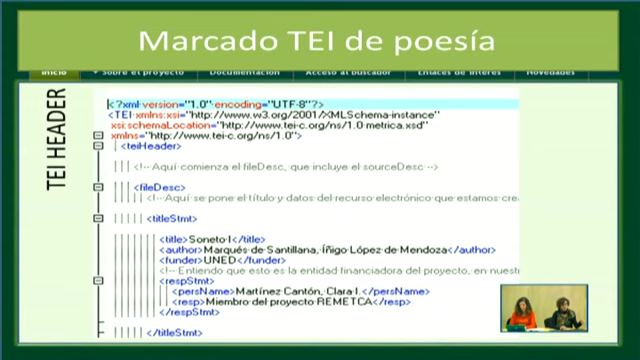 Marcado TEI de poesía
Inicio Sobre el proyecto Documentación Acceso al buscador Enlaces de interés Novedades
TEI HEADER
<?xml version="1.0" encoding="UTF-8"?>
<TEI xmlns:xsi="http://www.w3.org/2001/XMLSchema-instance"
xsi:schemaLocation="http://www.tei-c.org/ns/1.0 metrica.xsd"
xmlns="http://www.tei-c.org/ns/1.0">
<teiHeader>
<!-- Aquí comienza el fileDesc, que incluye el sourceDesc -->
<fileDesc>
<!-- Aquí se pone el título y datos del recurso electrónico que estamos crea
<titleStmt>
<title>Soneto I</title>
<author>Marqués de Santillana, Íñigo López de Mendoza</author>
<funder>UNED</funder>
<!-- Entiendo que esto es la entidad financiadora del proyecto, en nuestr
<respStmt>
<persName>Martínez Cantón, Clara I.</persName>
<resp>Miembro del proyecto REMETCA</resp>
</respStmt>
</titleStmt>